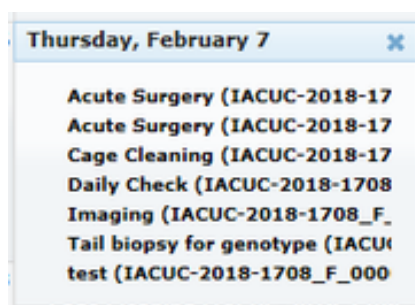 Thursday, February 7
Acute Surgery (IACUC-2018-17
Acute Surgery (IACUC-2018-17
Cage Cleaning (IACUC-2018-17
Daily Check (IACUC-2018-1708
Imaging (IACUC-2018-1708_F_
Tail biopsy for genotype (IACU
test (IACUC-2018-1708_F_000